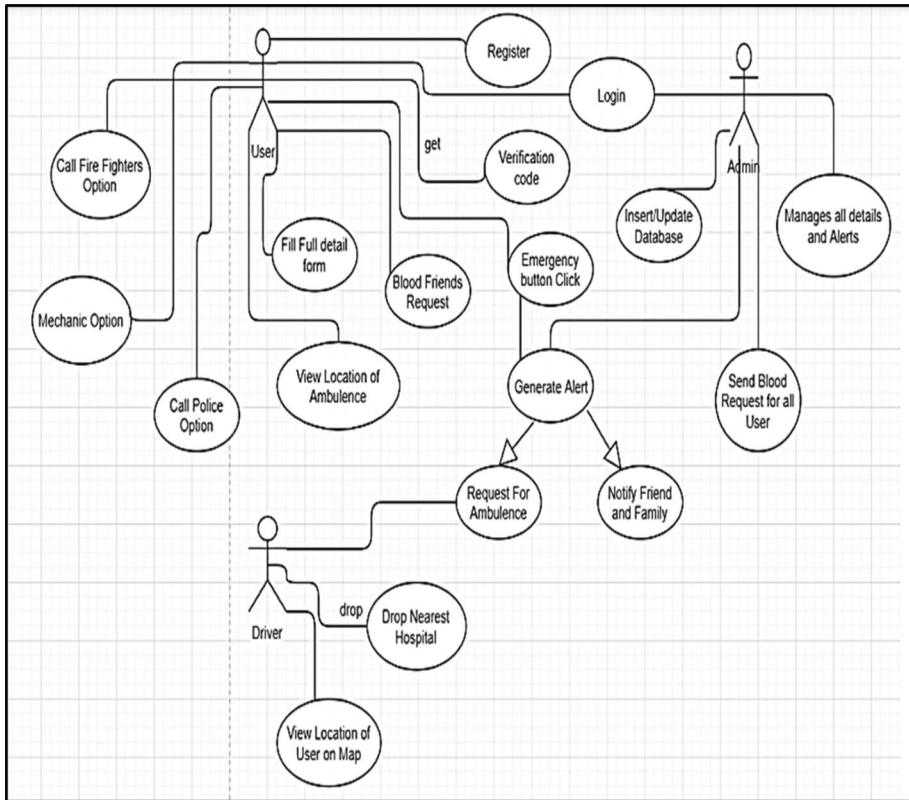 Register
Login
User
get
Admin
Call Fire Fighters
Option
Verification
code
Insert/Update
Database
Manages all details
and Alerts
Fill Full detail
form
Blood Friends
Request
Emergency
button Click
Mechanic Option
View Location of
Ambulence
Call Police
Option
Generate Alert
Send Blood
Request for all
User
Request For
Ambulence
Notify Friend
and Family
Driver
drop
Drop Nearest
Hospital
View Location of
User on Map